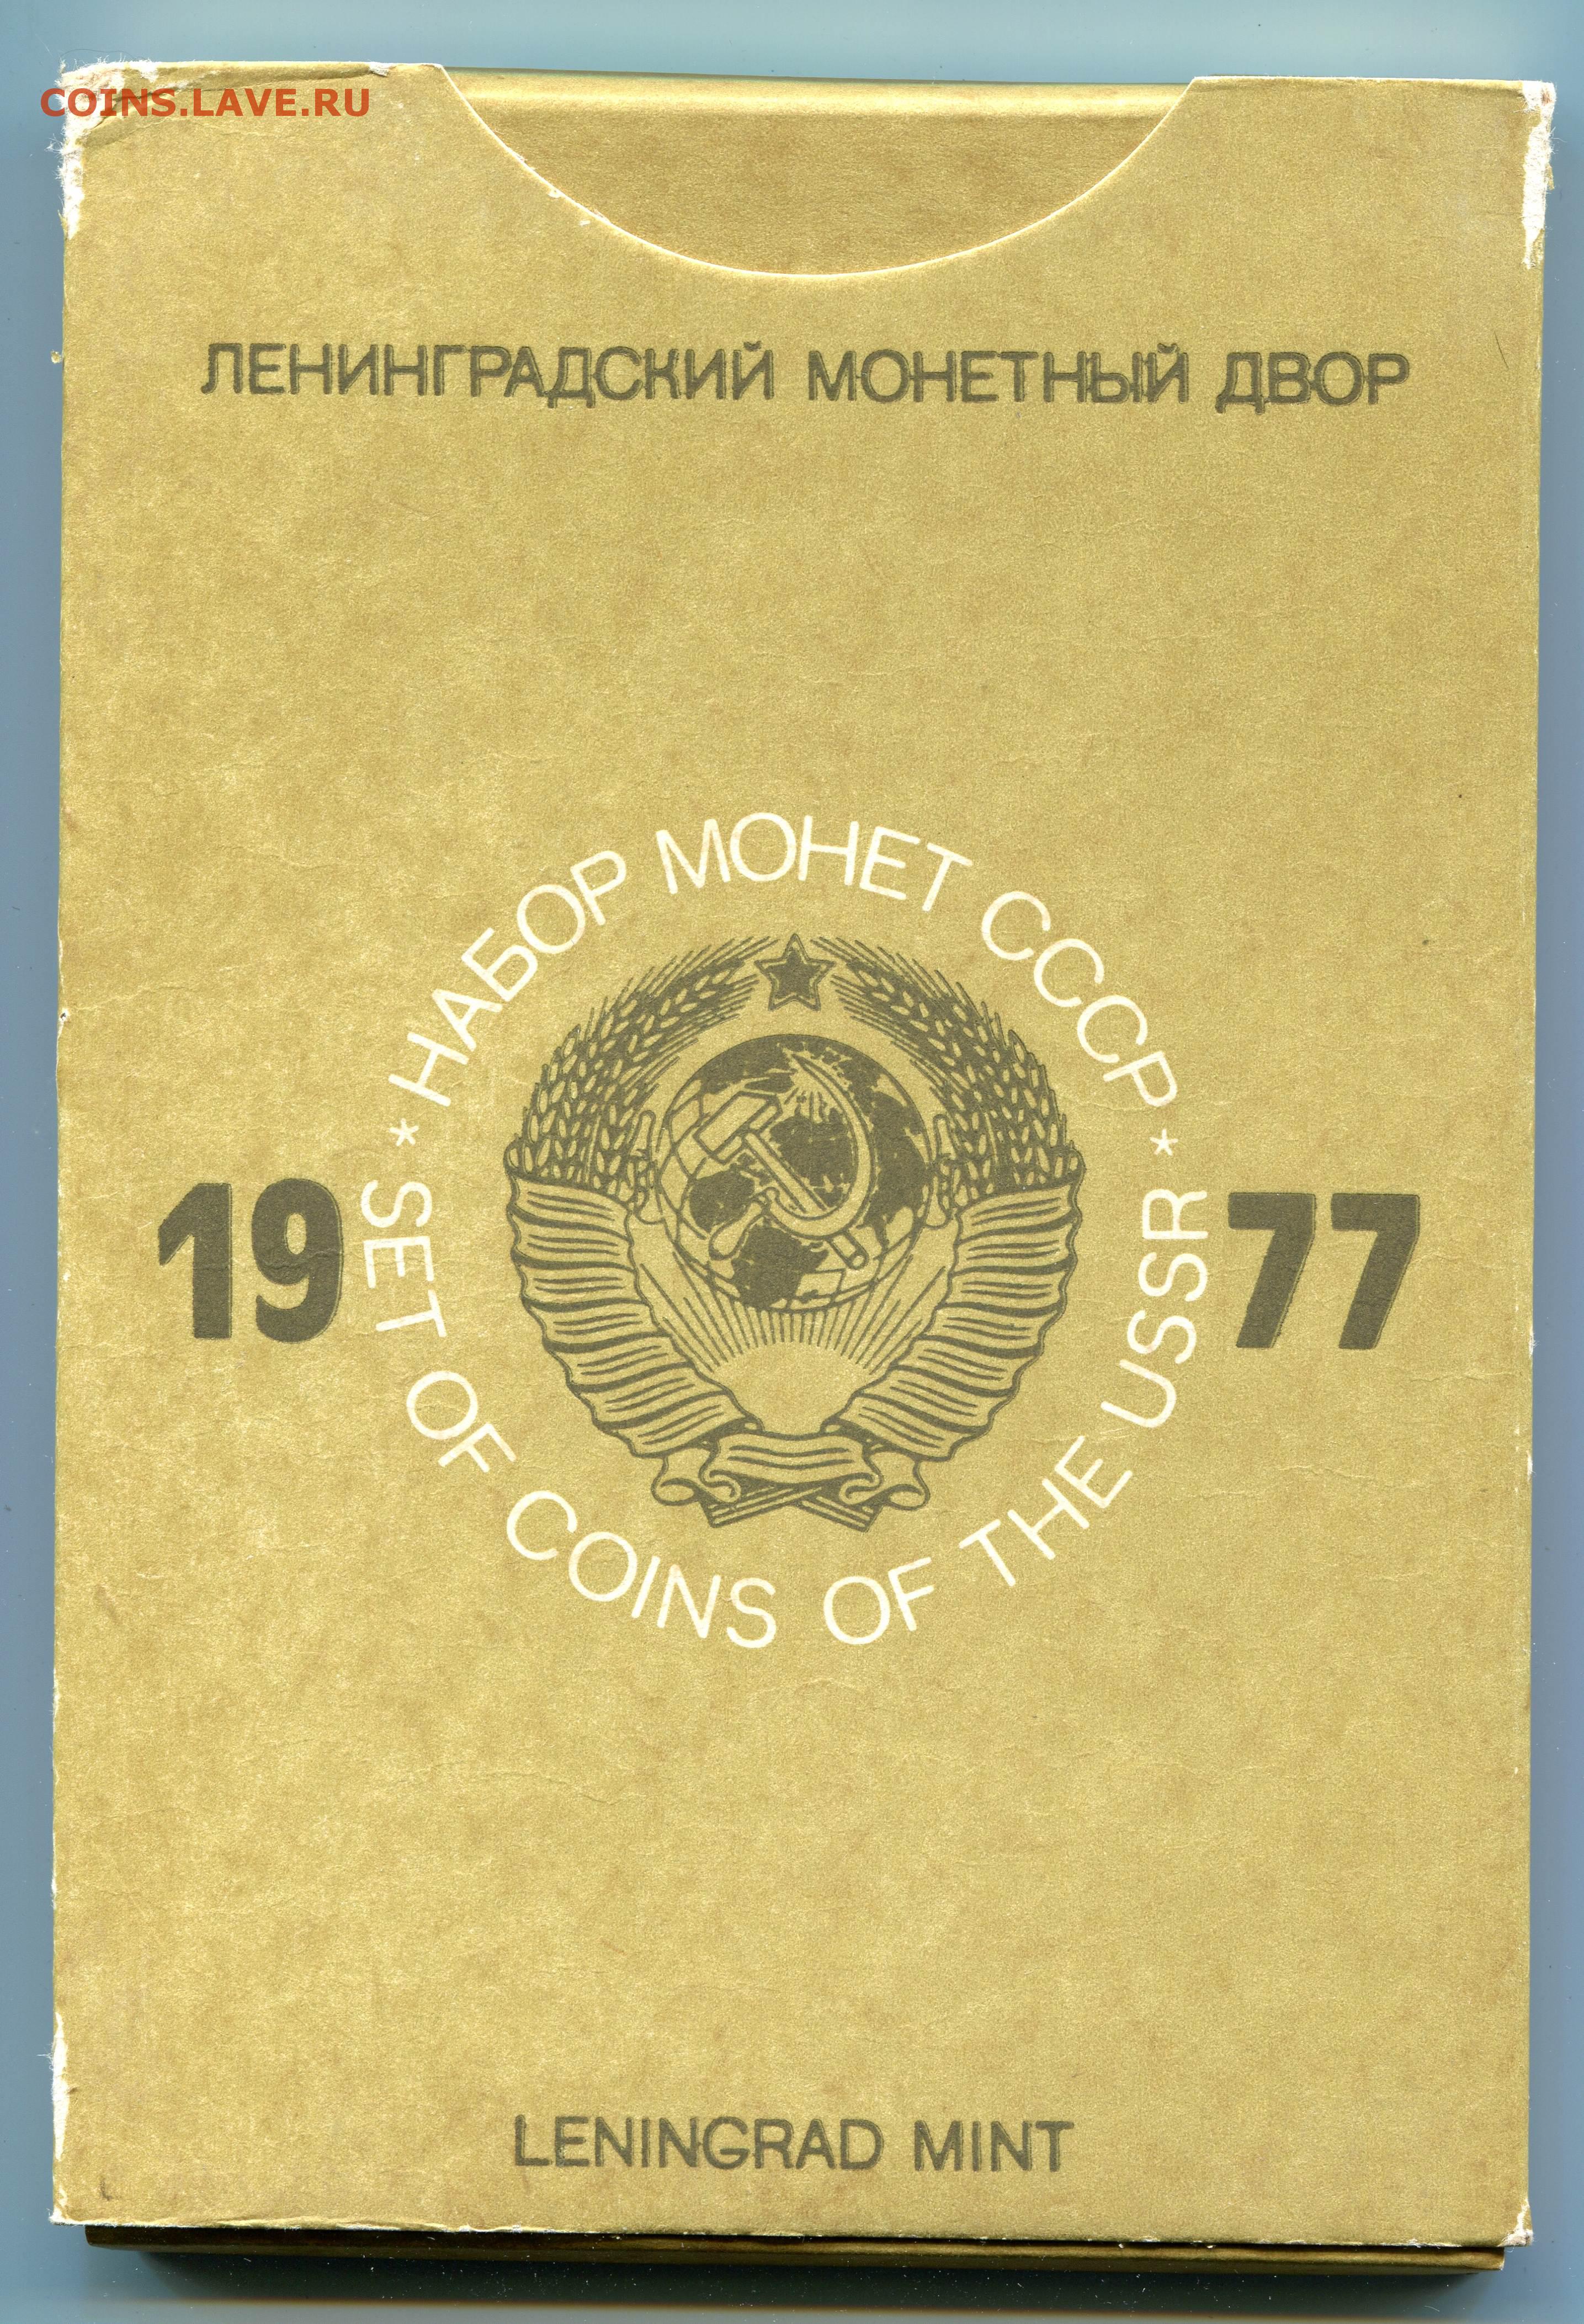 COINS.LAVE.RU
ЛЕНИНГРАДСКИЙ МОНЕТНЫЙ ДВОР
* НАБОР МОНЕТ СССР *
19 77
SET OF COINS OF THE USSR
LENINGRAD MINT